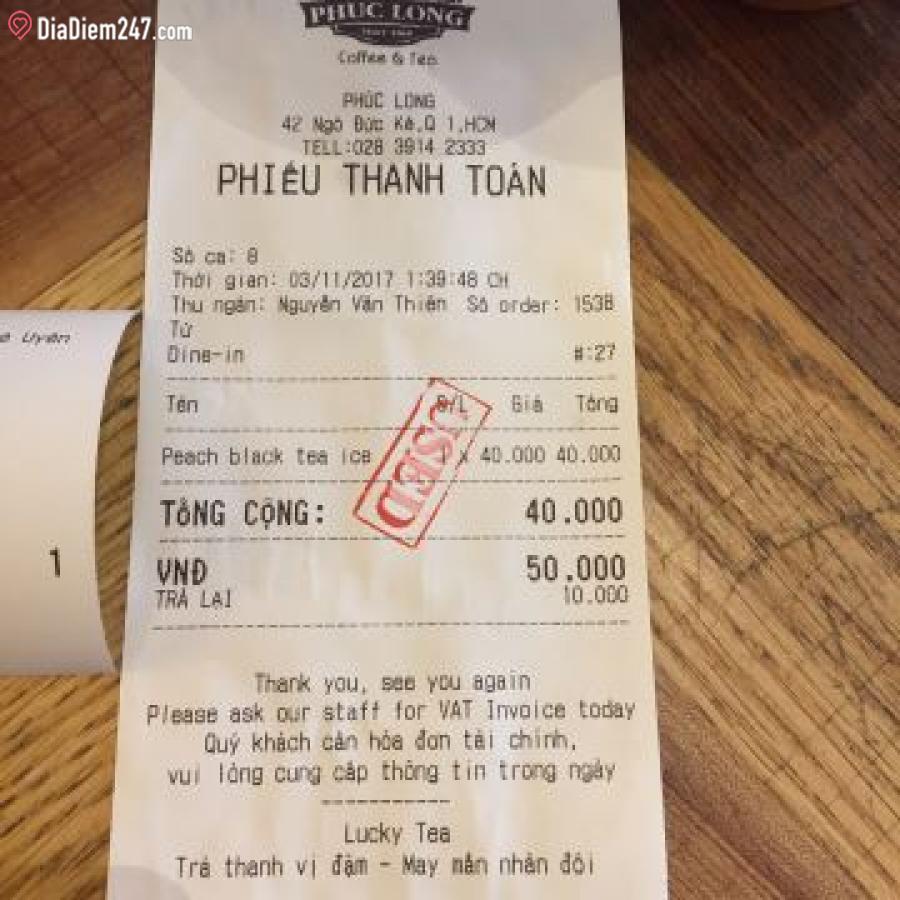 DiaDiem247.com
PHUC LONG
Coffee & Tea
PHÚC LONG
42 Ngô Đức Kế,Q 1,HCM
TELL:028 3914 2333
PHIẾU THANH TOÁN
Số ca: 8
Thời gian: 03/11/2017 1:39:48 CH
Thu ngân: Nguyễn Văn Thiên Số order: 1538
Từ
Dine-in #:27
Tên S/L Giá Tổng
Peach black tea ice 1 x 40.000 40.000
USED
TỔNG CỘNG: 40.000
VNĐ 50.000
TRẢ LẠI 10.000
Thank you, see you again
Please ask our staff for VAT Invoice today
Quý khách cần hóa đơn tài chính,
vui lòng cung cấp thông tin trong ngày
Lucky Tea
Trà thanh vị đậm - May mắn nhân đôi
Uyên
1